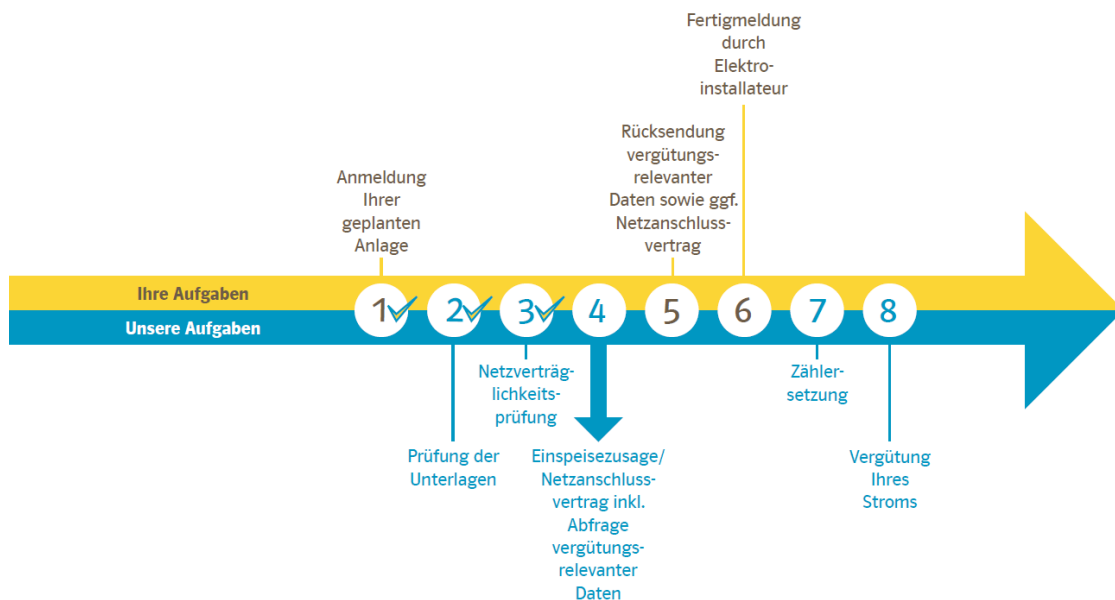 Fertigmeldung
durch
Elektro-
installateur
Rücksendung
vergütungs-
relevanter
Daten sowie ggf.
Netzanschluss-
vertrag
Anmeldung
Ihrer
geplanten
Anlage
Ihre Aufgaben
Unsere Aufgaben
1 2 3 4 5 6 7 8
Netzverträg-
lichkeits-
prüfung
Zähler-
setzung
Prüfung der
Unterlagen
Einspeisezusage/
Netzanschluss-
vertrag inkl.
Abfrage
vergütungs-
relevanter
Daten
Vergütung
Ihres
Stroms